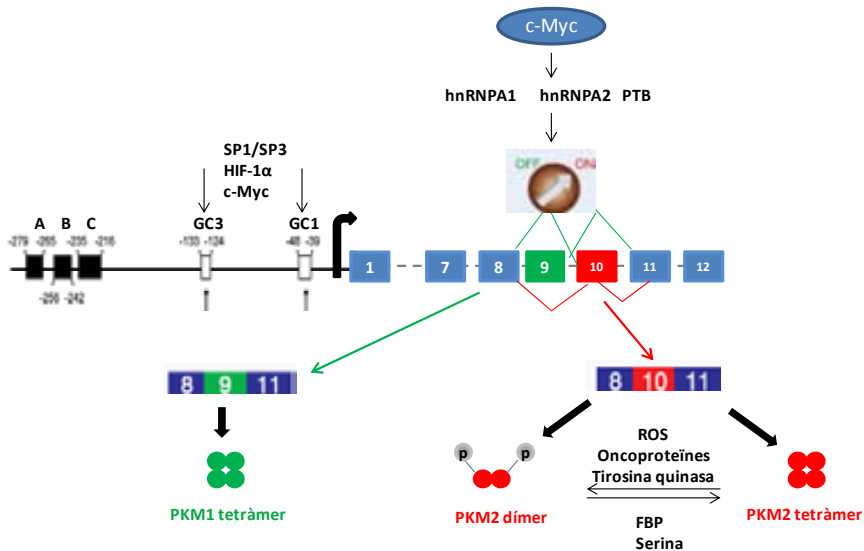 c-Myc
hnRNPA1 hnRNPA2 PTB
OFF ON
SP1/SP3
HIF-1α
c-Myc
A B C GC3 GC1
-279 -265 -235 -216 -133 -124 -48 -39
1 7 8 9 10 11 12
-256 -242
8 9 11
8 10 11
p p
ROS
Oncoproteïnes
Tirosina quinasa
PKM1 tetràmer
PKM2 dímer
PKM2 tetràmer
FBP
Serina